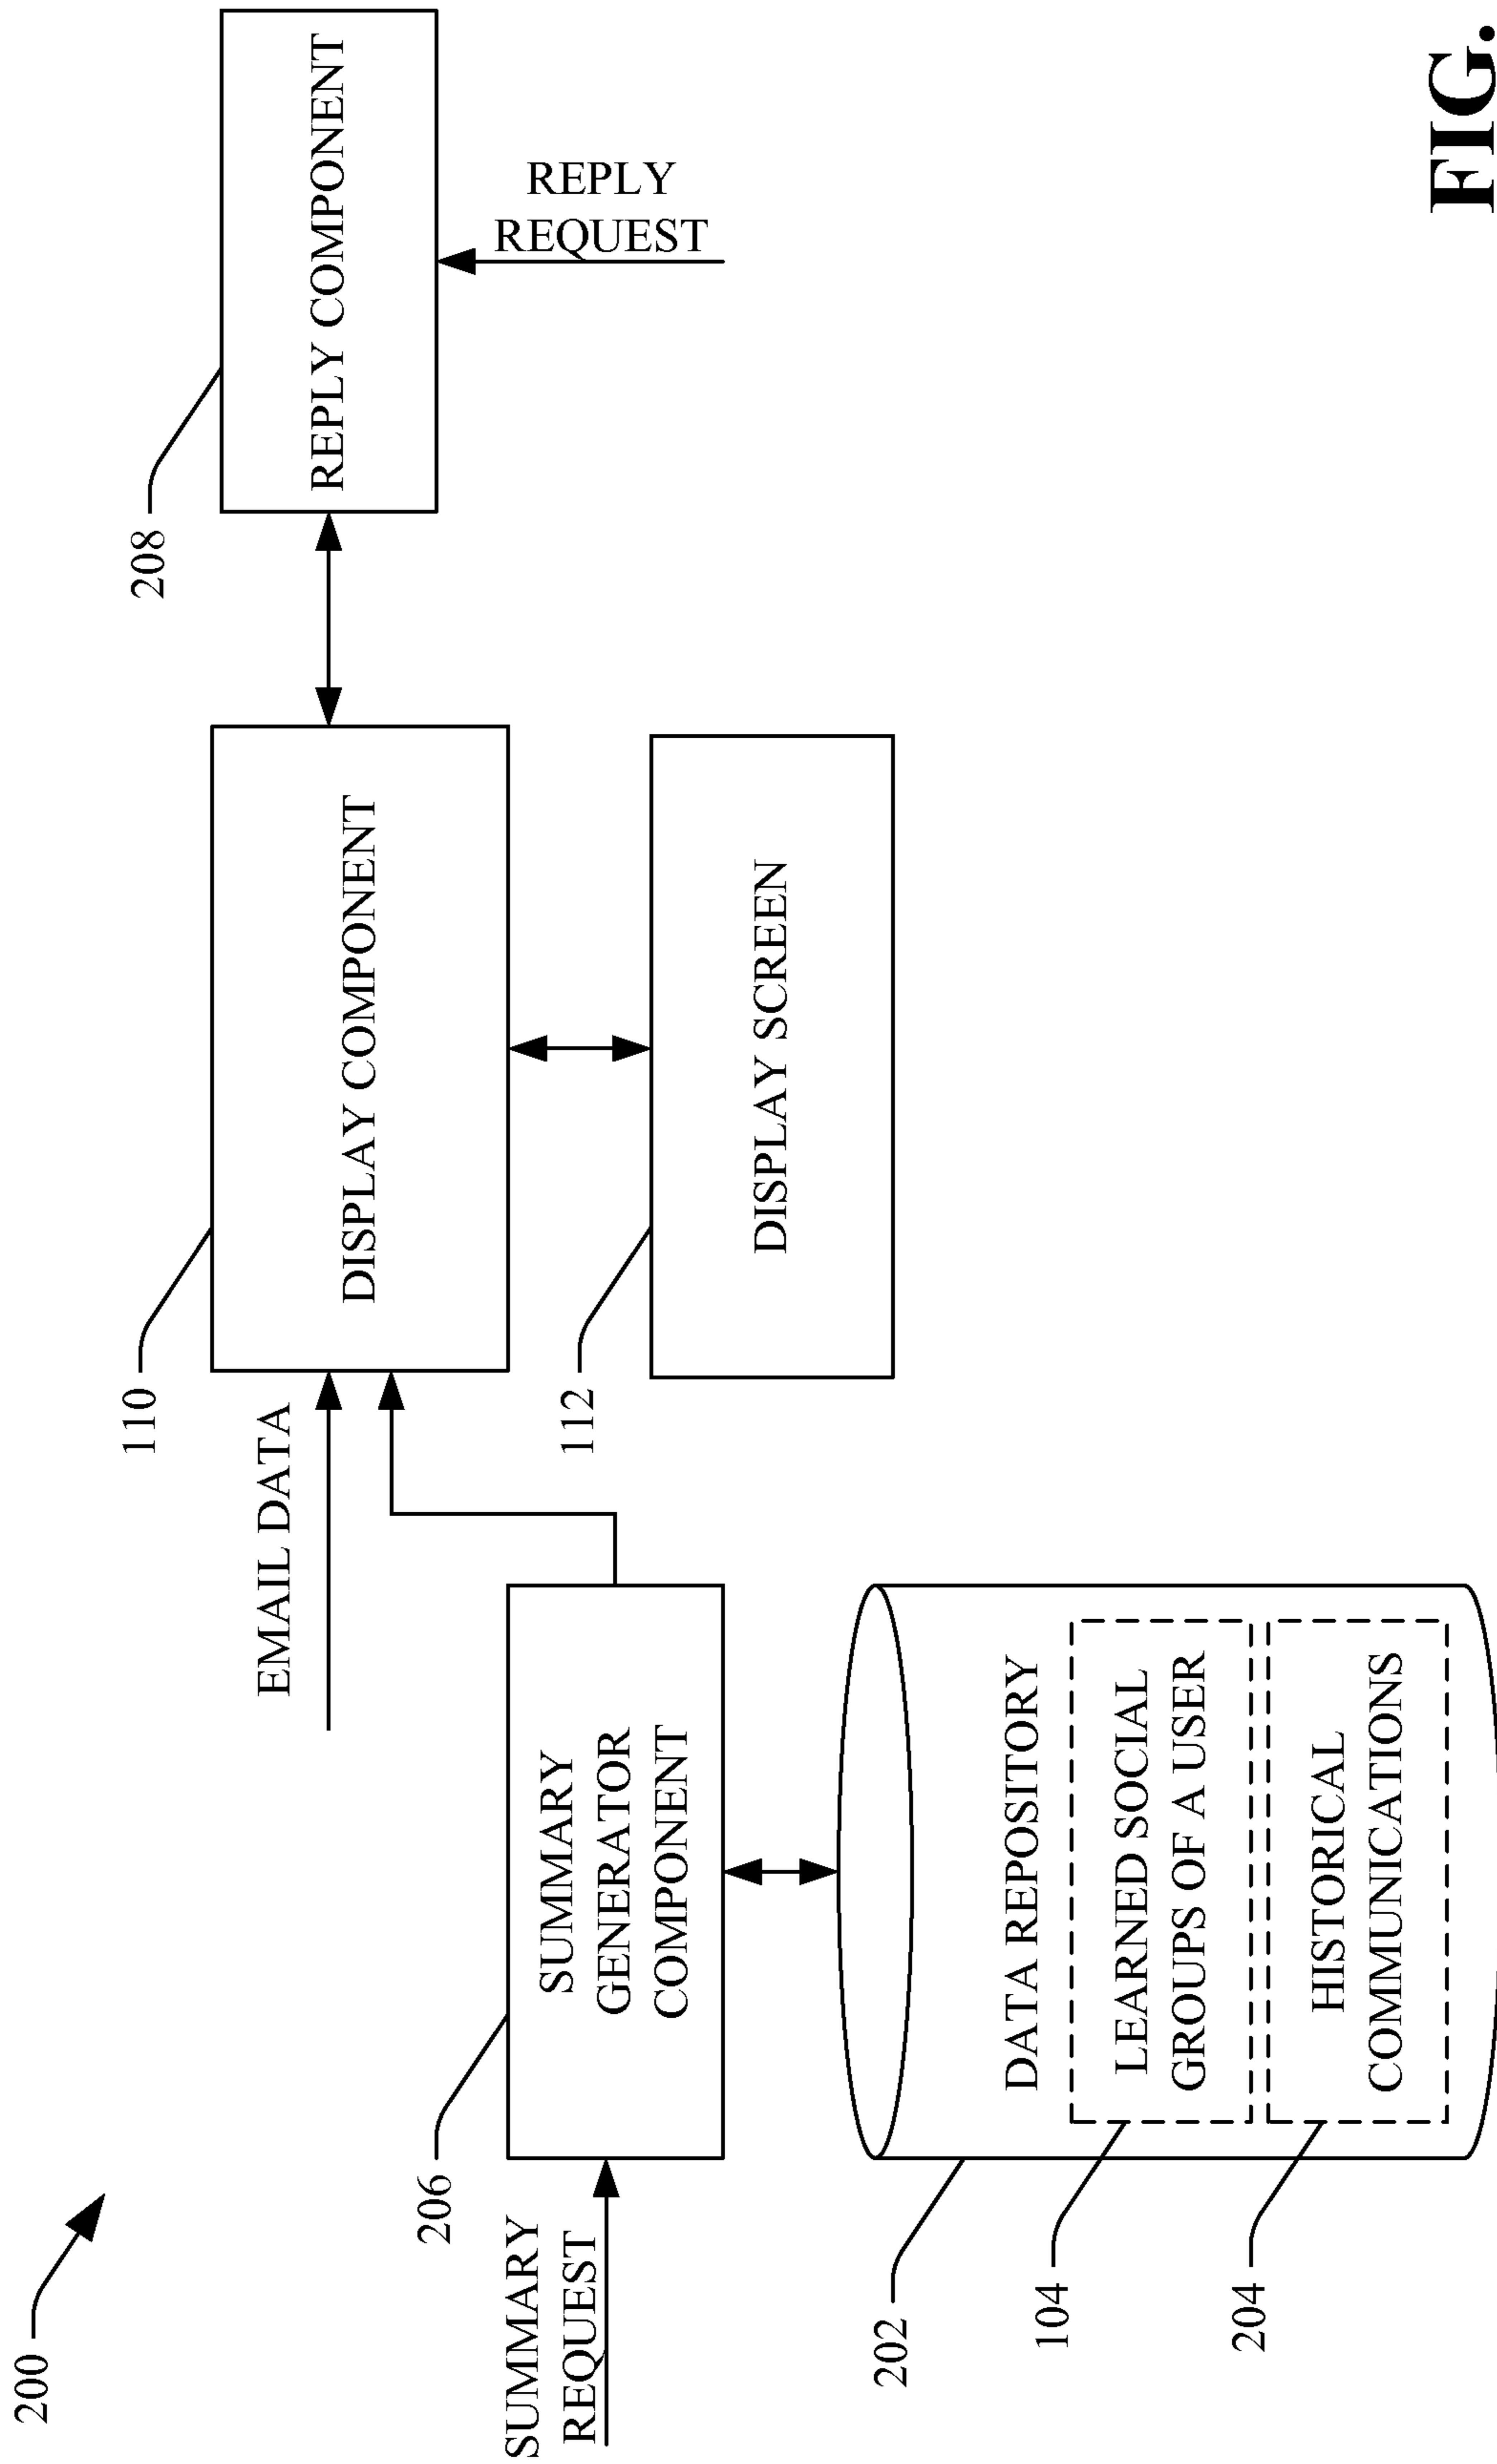 200
208
REPLY COMPONENT
REPLY
REQUEST
110
DISPLAY COMPONENT
EMAIL DATA
112
DISPLAY SCREEN
206
SUMMARY
GENERATOR
COMPONENT
SUMMARY
REQUEST
202
DATA REPOSITORY
104
LEARNED SOCIAL
GROUPS OF A USER
204
HISTORICAL
COMMUNICATIONS
FIG.